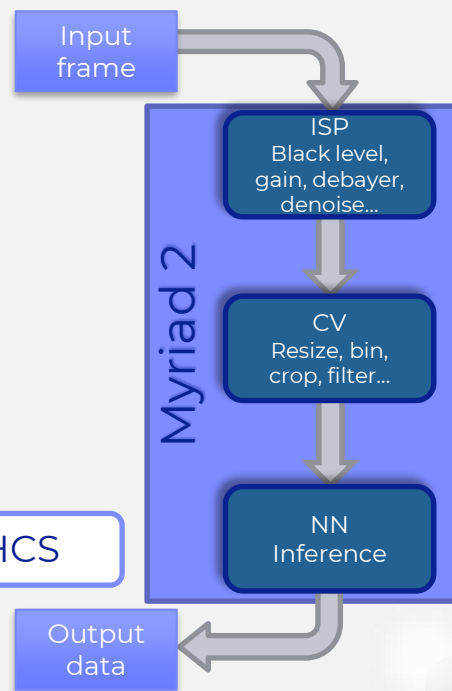 Input
frame
ISP
Black level,
gain, debayer,
denoise...
Myriad 2
CV
Resize, bin,
crop, filter...
HCS
NN
Inference
Output
data